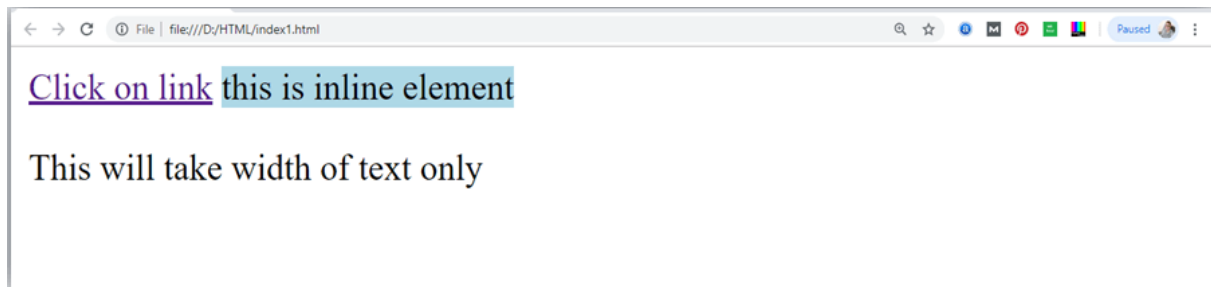 File file:///D:/HTML/index1.html Paused
Click on link this is inline element
This will take width of text only